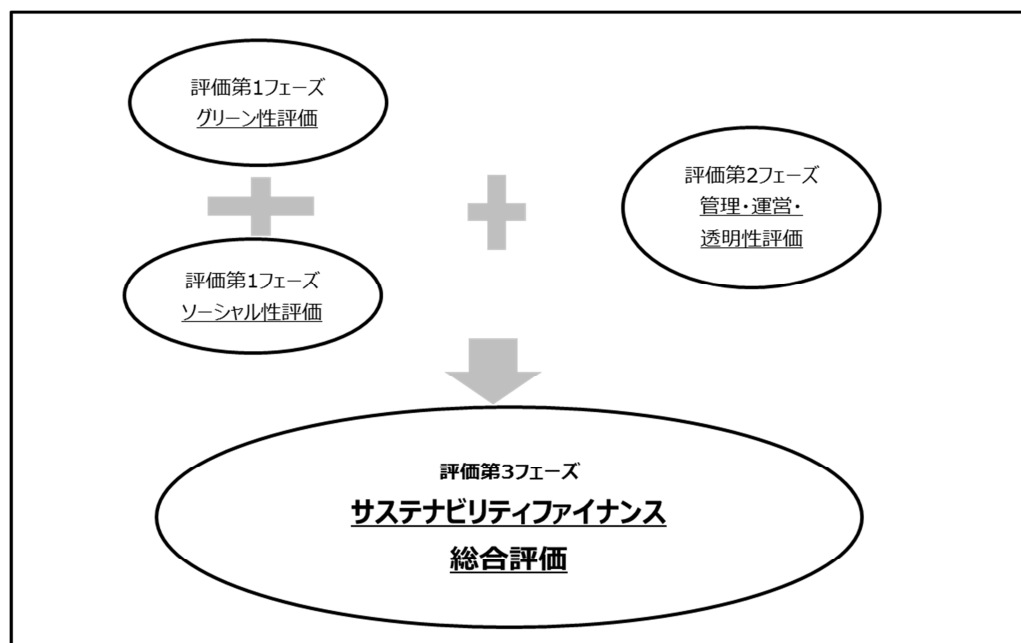 評価第1フェーズ
グリーン性評価
評価第1フェーズ
ソーシャル性評価
評価第2フェーズ
管理・運営・
透明性評価
評価第3フェーズ
サステナビリティファイナンス
総合評価